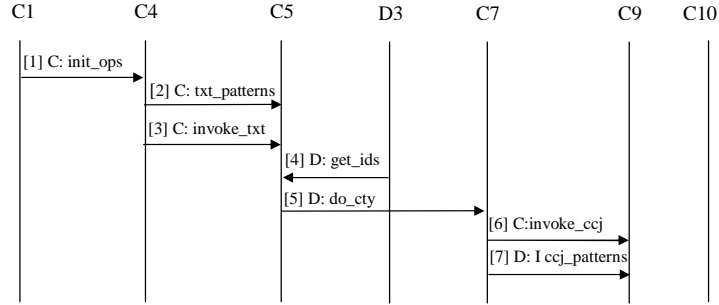 C1 C4 C5 D3 C7 C9 C10
[1] C: init_ops
[2] C: txt_patterns
[3] C: invoke_txt
[4] D: get_ids
[5] D: do_cty
[6] C:invoke_ccj
[7] D: I ccj_patterns